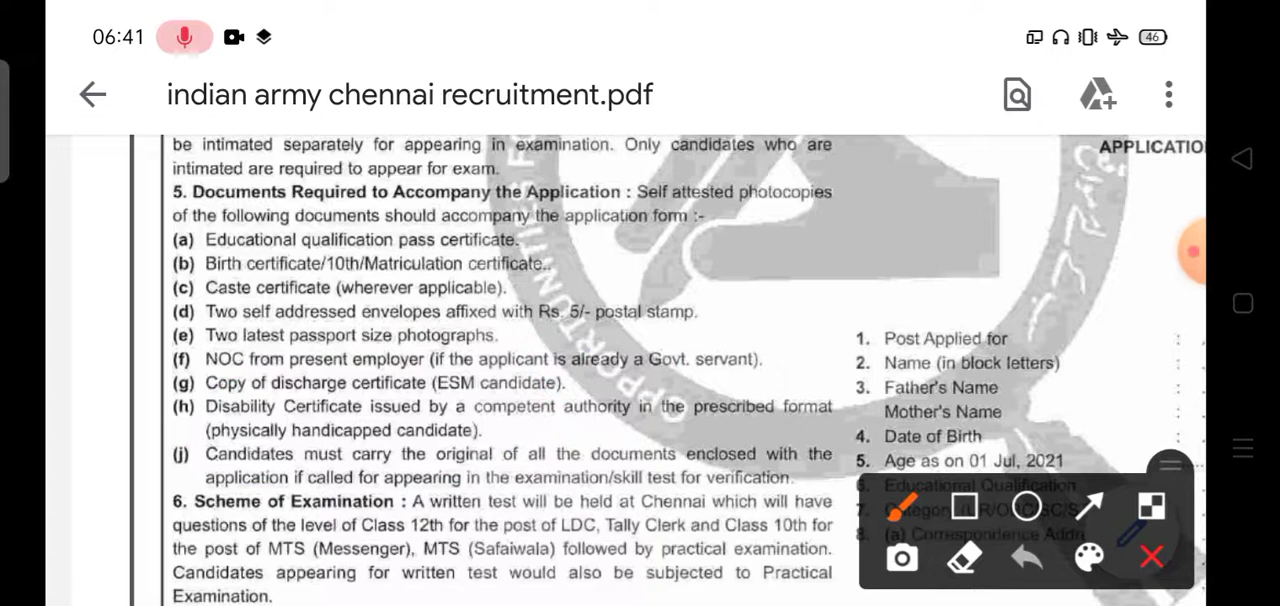 06:41
46
indian army chennai recruitment.pdf
be intimated separately for appearing in examination. Only candidates who are
intimated are required to appear for exam.
5. Documents Required to Accompany the Application : Self attested photocopies
of the following documents should accompany the application form :-
(a) Educational qualification pass certificate.
(b) Birth certificate/10th/Matriculation certificate..
(c) Caste certificate (wherever applicable).
(d) Two self addressed envelopes affixed with Rs. 5/- postal stamp.
(e) Two latest passport size photographs.
(f) NOC from present employer (if the applicant is already a Govt. servant).
(g) Copy of discharge certificate (ESM candidate).
(h) Disability Certificate issued by a competent authority in the prescribed format
(physically handicapped candidate).
(j) Candidates must carry the original of all the documents enclosed with the
application if called for appearing in the examination/skill test for verification.
6. Scheme of Examination : A written test will be held at Chennai which will have
questions of the level of Class 12th for the post of LDC, Tally Clerk and Class 10th for
the post of MTS (Messenger), MTS (Safaiwala) followed by practical examination.
Candidates appearing for written test would also be subjected to Practical
Examination.
OPPORTUNITIES
APPLICATIO
1. Post Applied for :
2. Name (in block letters) :
3. Father's Name :
Mother's Name :
4. Date of Birth :
5. Age as on 01 Jul, 2021
6. Educational Qualification
8. (a) Correspondence Addr